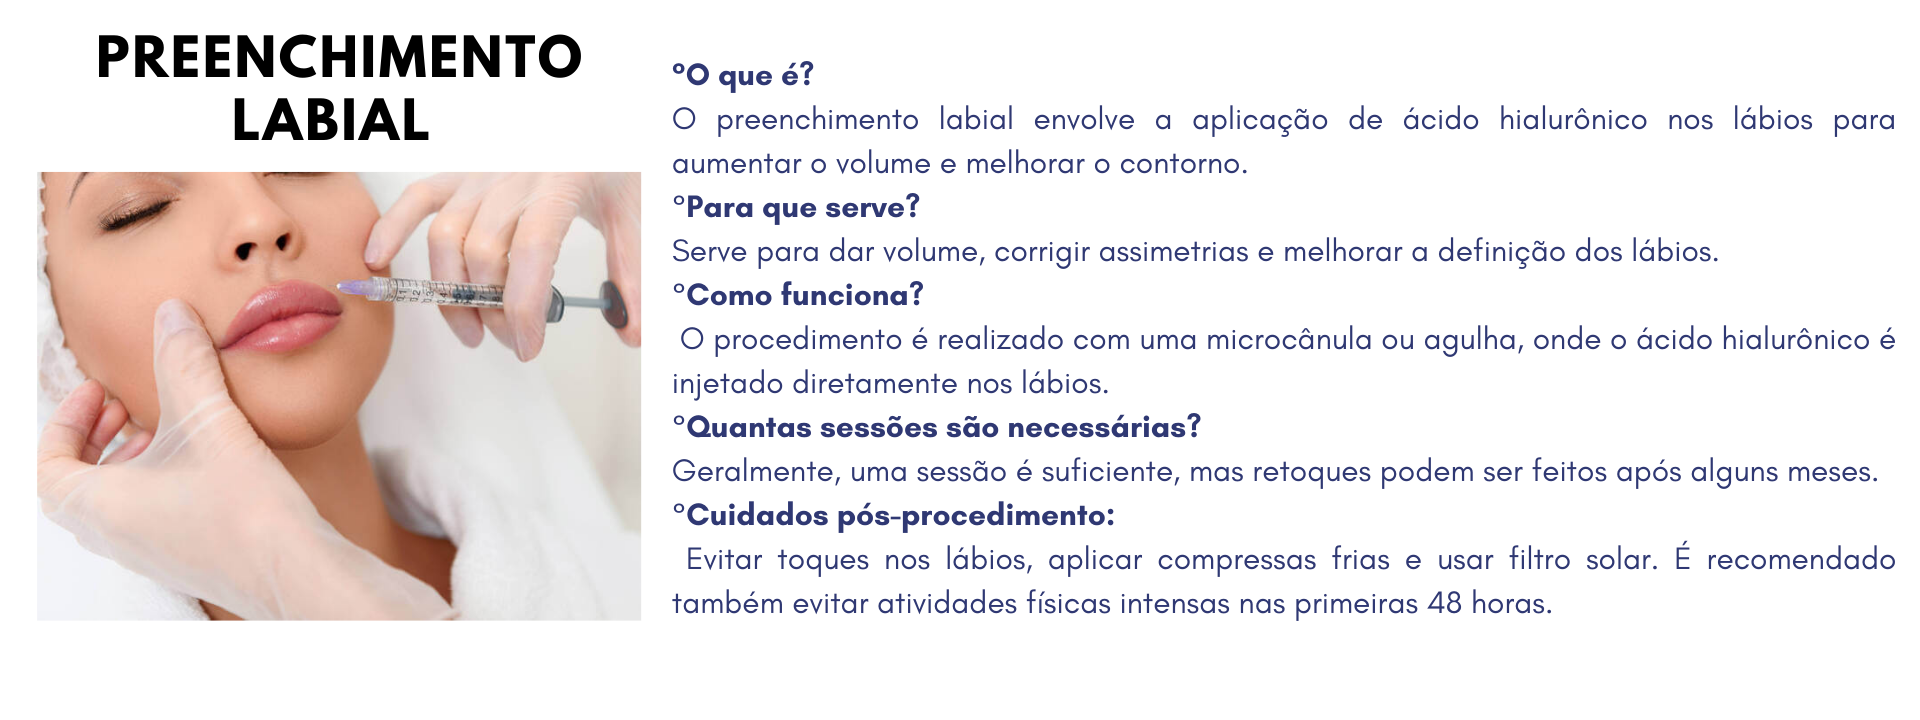 PREENCHIMENTO
LABIAL
°O que é?
O preenchimento labial envolve a aplicação de ácido hialurônico nos lábios para
aumentar o volume e melhorar o contorno.
°Para que serve?
Serve para dar volume, corrigir assimetrias e melhorar a definição dos lábios.
°Como funciona?
O procedimento é realizado com uma microcânula ou agulha, onde o ácido hialurônico é
injetado diretamente nos lábios.
°Quantas sessões são necessárias?
Geralmente, uma sessão é suficiente, mas retoques podem ser feitos após alguns meses.
°Cuidados pós-procedimento:
Evitar toques nos lábios, aplicar compressas frias e usar filtro solar. É recomendado
também evitar atividades físicas intensas nas primeiras 48 horas.